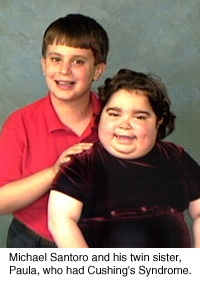 Michael Santoro and his twin sister,
Paula, who had Cushing's Syndrome.